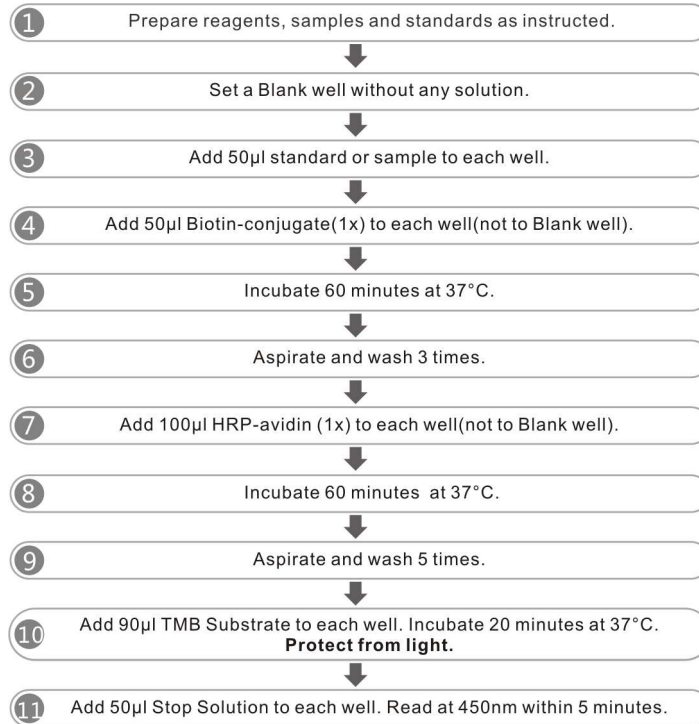 1 Prepare reagents, samples and standards as instructed.
2 Set a Blank well without any solution.
3 Add 50μl standard or sample to each well.
4 Add 50μl Biotin-conjugate(1x) to each well(not to Blank well).
5 Incubate 60 minutes at 37°C.
6 Aspirate and wash 3 times.
7 Add 100μl HRP-avidin (1x) to each well(not to Blank well).
8 Incubate 60 minutes at 37°C.
9 Aspirate and wash 5 times.
10 Add 90μl TMB Substrate to each well. Incubate 20 minutes at 37°C.
Protect from light.
11 Add 50μl Stop Solution to each well. Read at 450nm within 5 minutes.